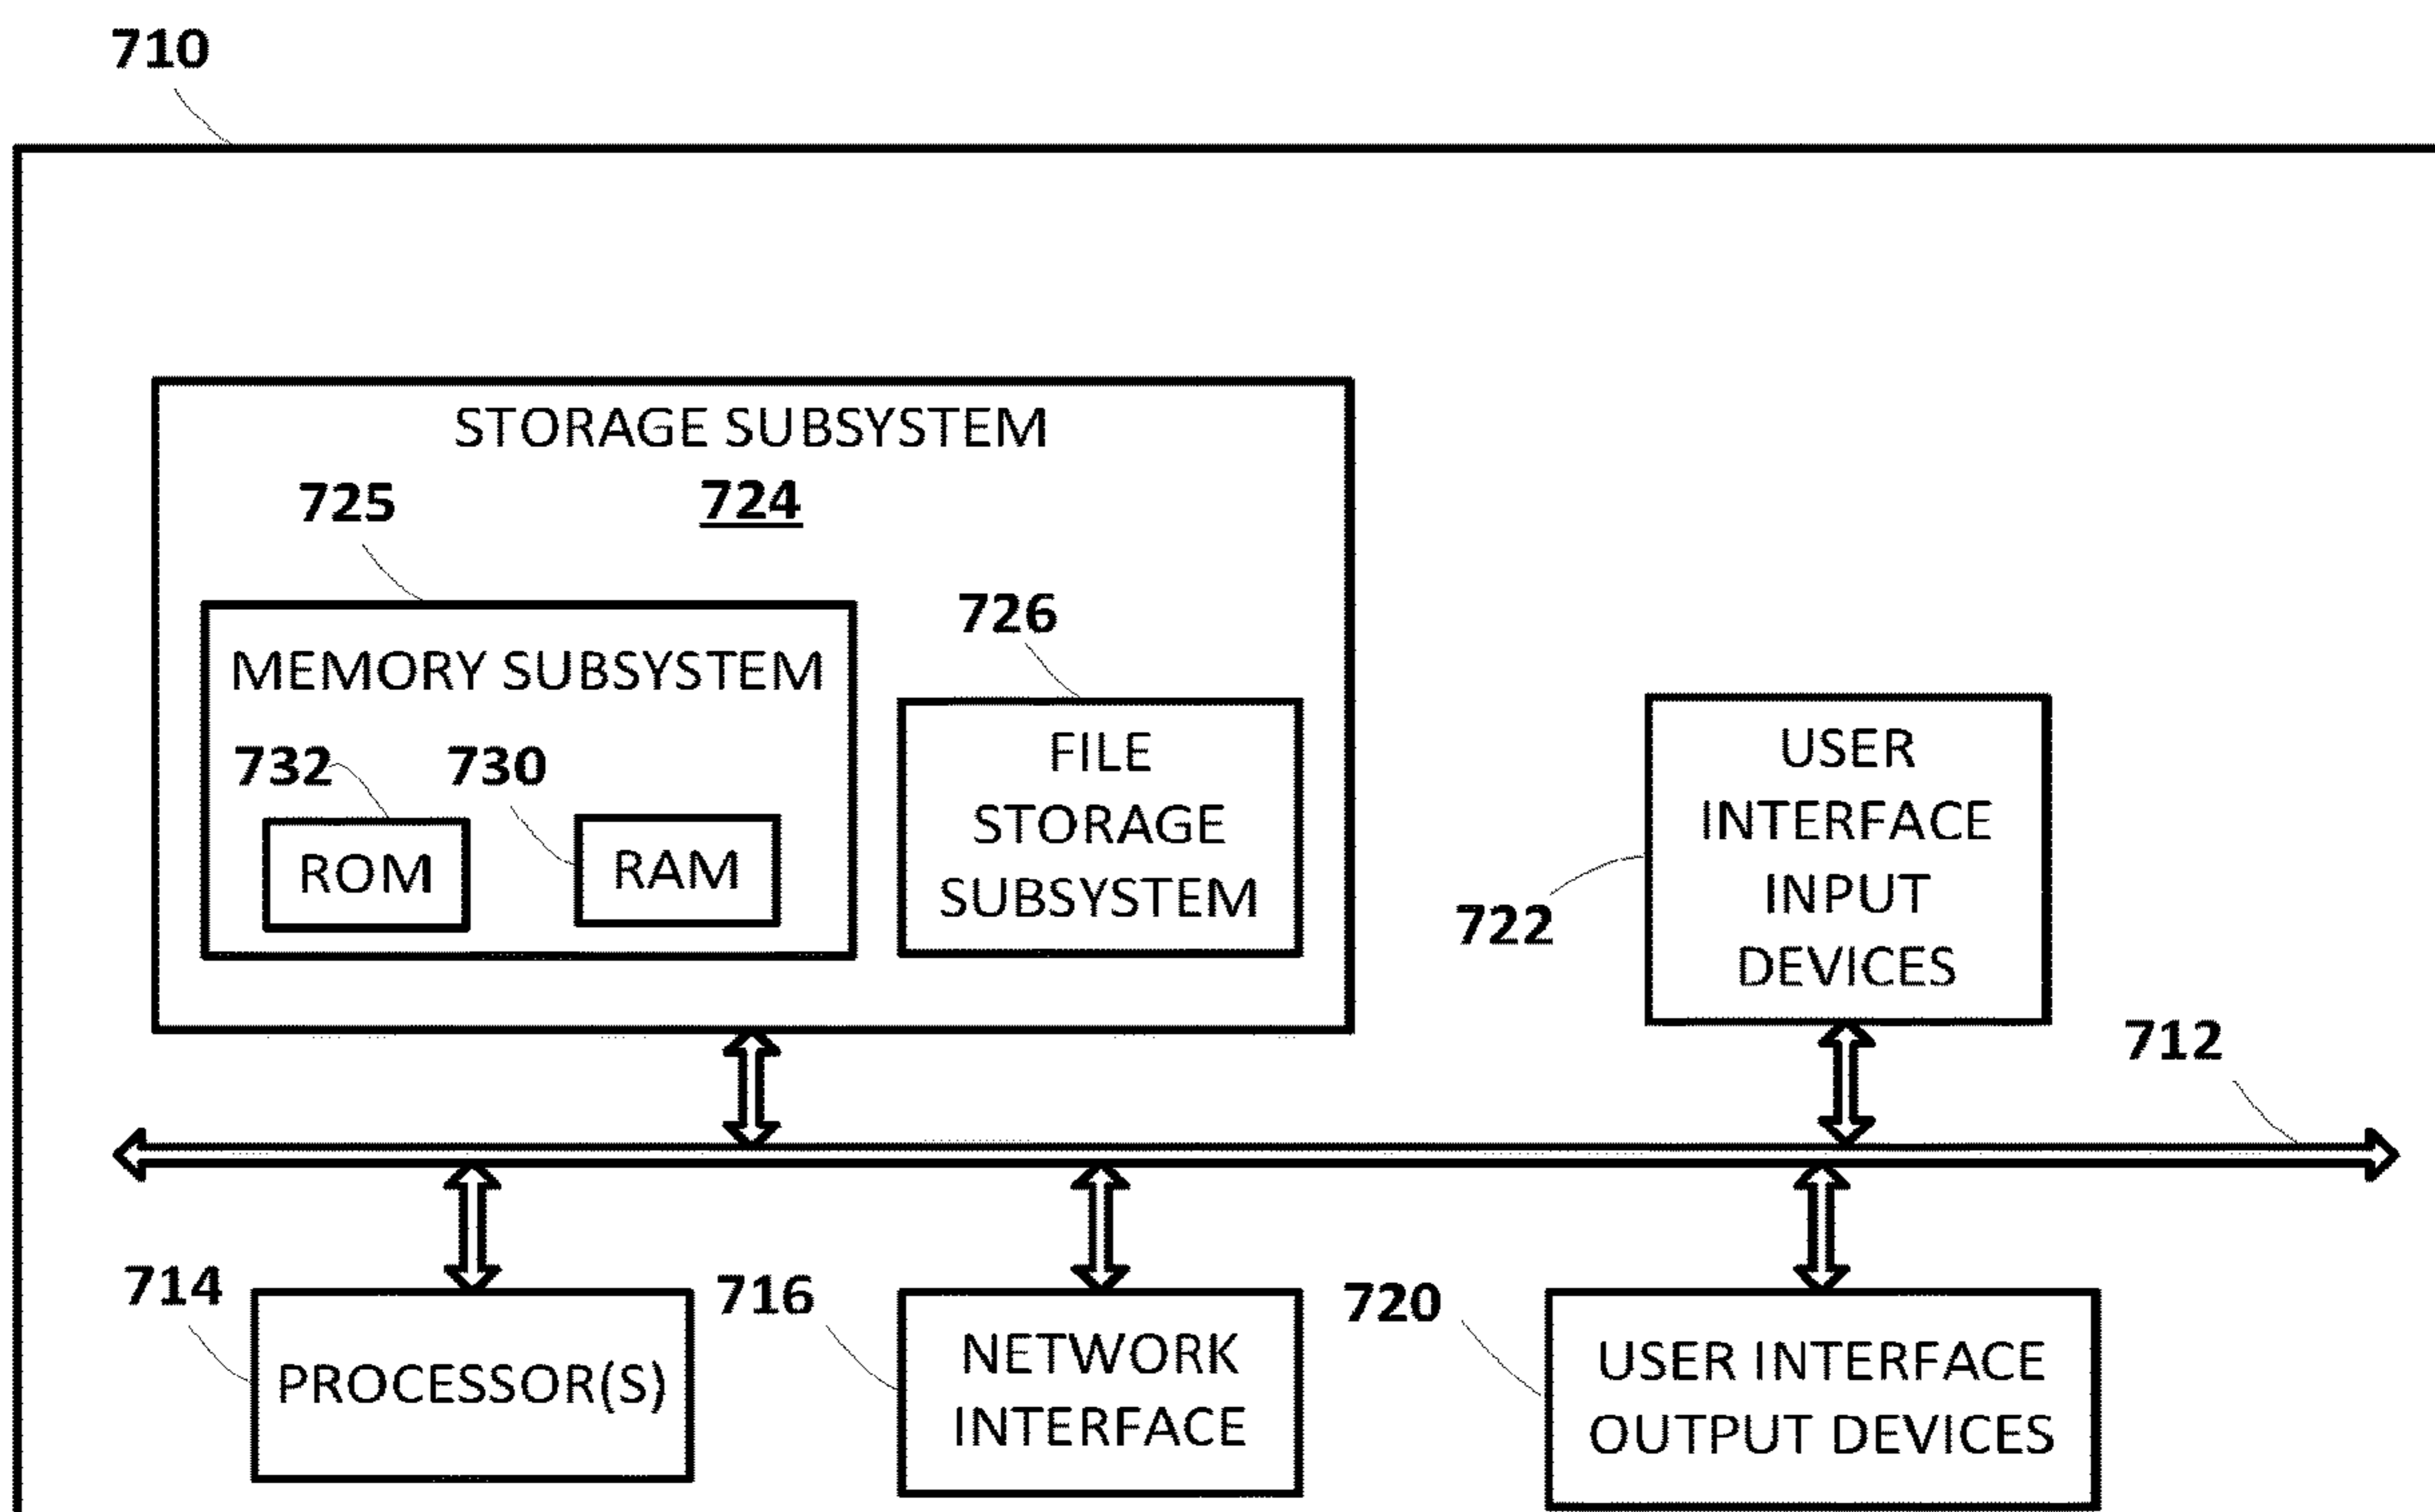 710
STORAGE SUBSYSTEM
724
725
MEMORY SUBSYSTEM
732
730
ROM
RAM
726
FILE
STORAGE
SUBSYSTEM
USER
INTERFACE
INPUT
DEVICES
722
712
714
PROCESSOR(S)
716
NETWORK
INTERFACE
720
USER INTERFACE
OUTPUT DEVICES